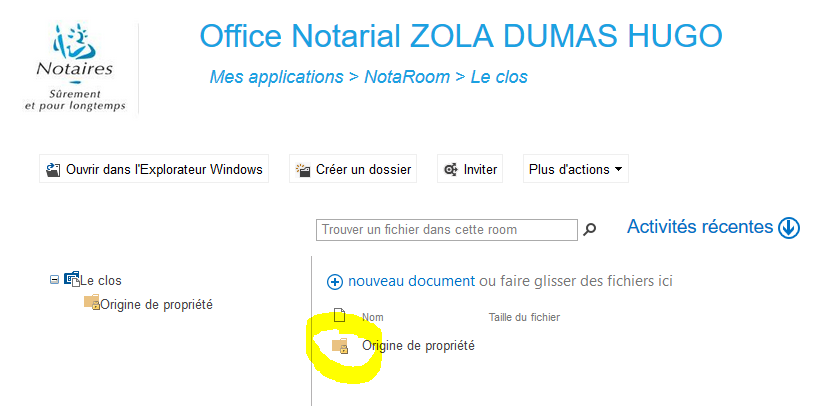 Office Notarial ZOLA DUMAS HUGO
Notaires
Sûrement
et pour longtemps
Mes applications > NotaRoom > Le clos
Ouvrir dans l'Explorateur Windows
Créer un dossier
Inviter
Plus d'actions
Trouver un fichier dans cette room
Activités récentes
Le clos
Origine de propriété
nouveau document ou faire glisser des fichiers ici
Nom
Taille du fichier
Origine de propriété